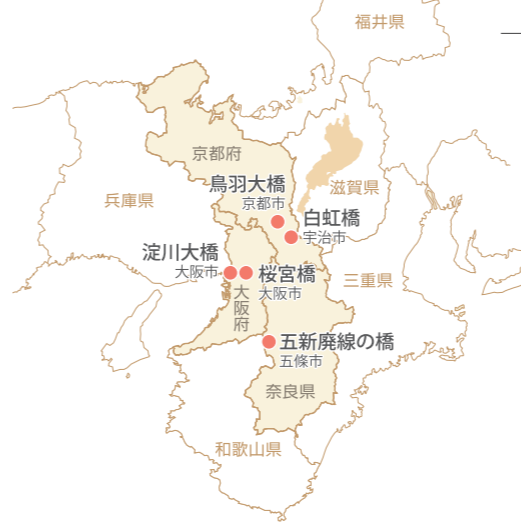 福井県
京都府
鳥羽大橋
京都市
滋賀県
兵庫県
白虹橋
宇治市
淀川大橋
大阪市
桜宮橋
大阪市
三重県
大阪府
五新廃線の橋
五條市
奈良県
和歌山県